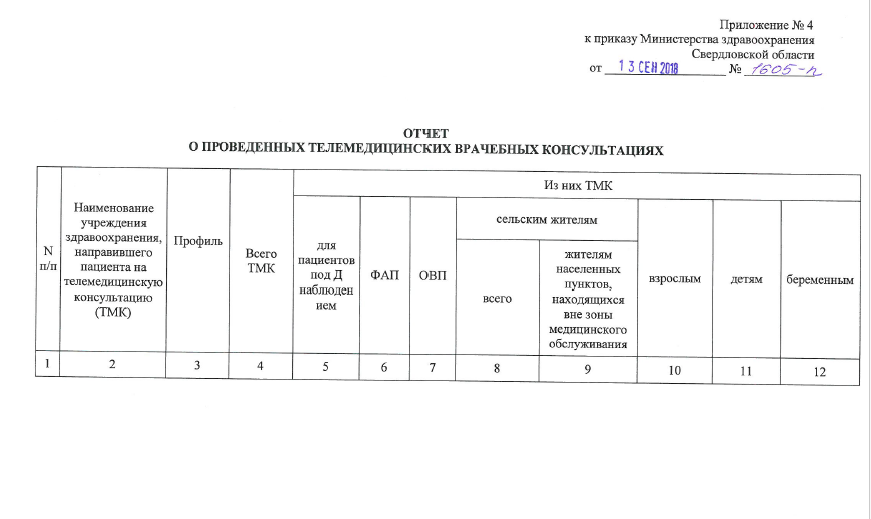 Приложение № 4
к приказу Министерства здравоохранения
Свердловской области
от 13 СЕН 2018 № 1605-п
ОТЧЕТ
О ПРОВЕДЕННЫХ ТЕЛЕМЕДИЦИНСКИХ ВРАЧЕБНЫХ КОНСУЛЬТАЦИЯХ
N
п/п
Наименование
учреждения
здравоохранения,
направившего
пациента на
телемедицинскую
консультацию
(ТМК)
Профиль
Всего
ТМК
Из них ТМК
для
пациентов
под Д
наблюден
ием
ФАП
ОВП
сельским жителям
всего
жителям
населенных
пунктов,
находящихся
вне зоны
медицинского
обслуживания
взрослым
детям
беременным
1 2 3 4 5 6 7 8 9 10 11 12